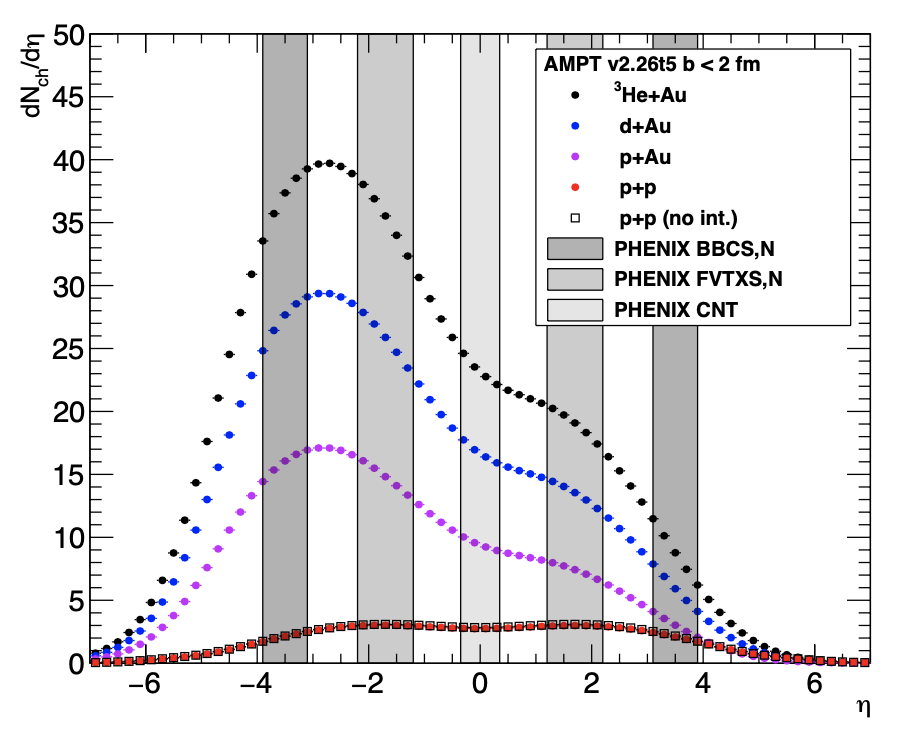 dN_ch/dη
50
45
40
35
30
25
20
15
10
5
0
AMPT v2.26t5 b < 2 fm
³He+Au
d+Au
p+Au
p+p
p+p (no int.)
PHENIX BBCS,N
PHENIX FVTXS,N
PHENIX CNT
−6 −4 −2 0 2 4 6
η